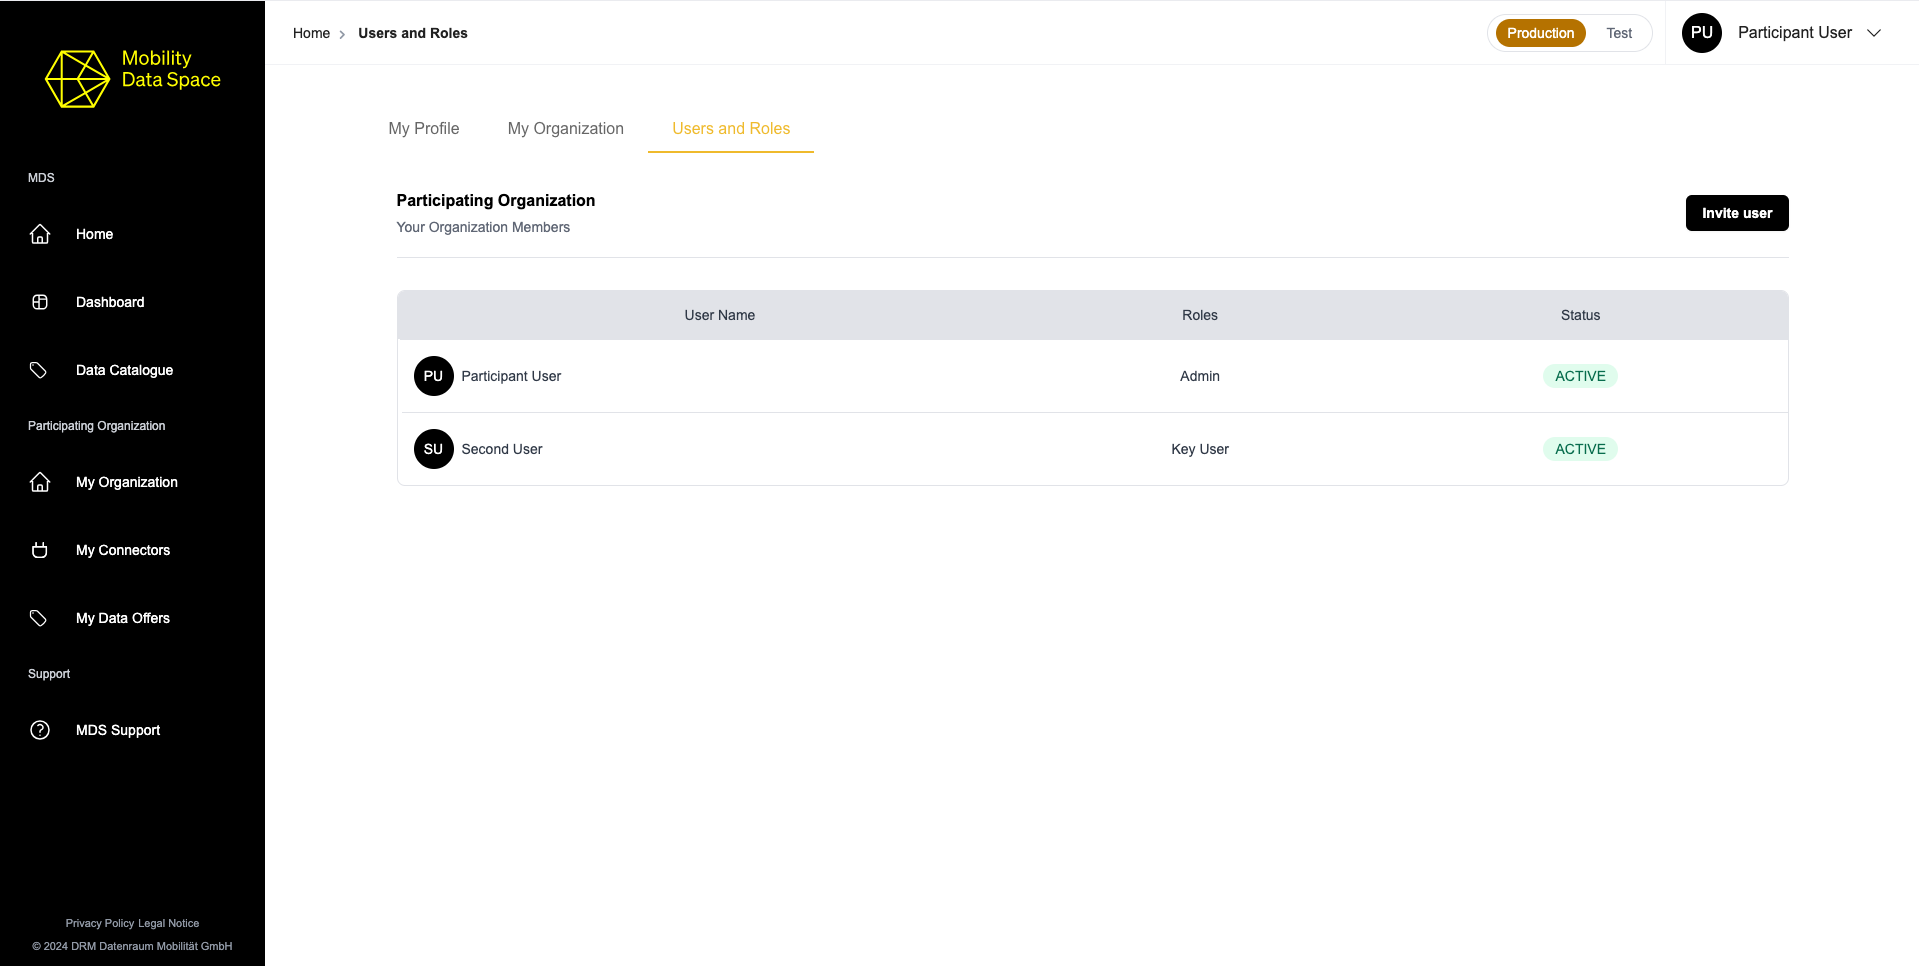 Mobility
Data Space
MDS
Home
Dashboard
Data Catalogue
Participating Organization
My Organization
My Connectors
My Data Offers
Support
MDS Support
Privacy Policy Legal Notice
© 2024 DRM Datenraum Mobilität GmbH
Home > Users and Roles
Production Test
PU Participant User
My Profile My Organization Users and Roles
Participating Organization
Your Organization Members
Invite user
User Name Roles Status
PU Participant User Admin ACTIVE
SU Second User Key User ACTIVE